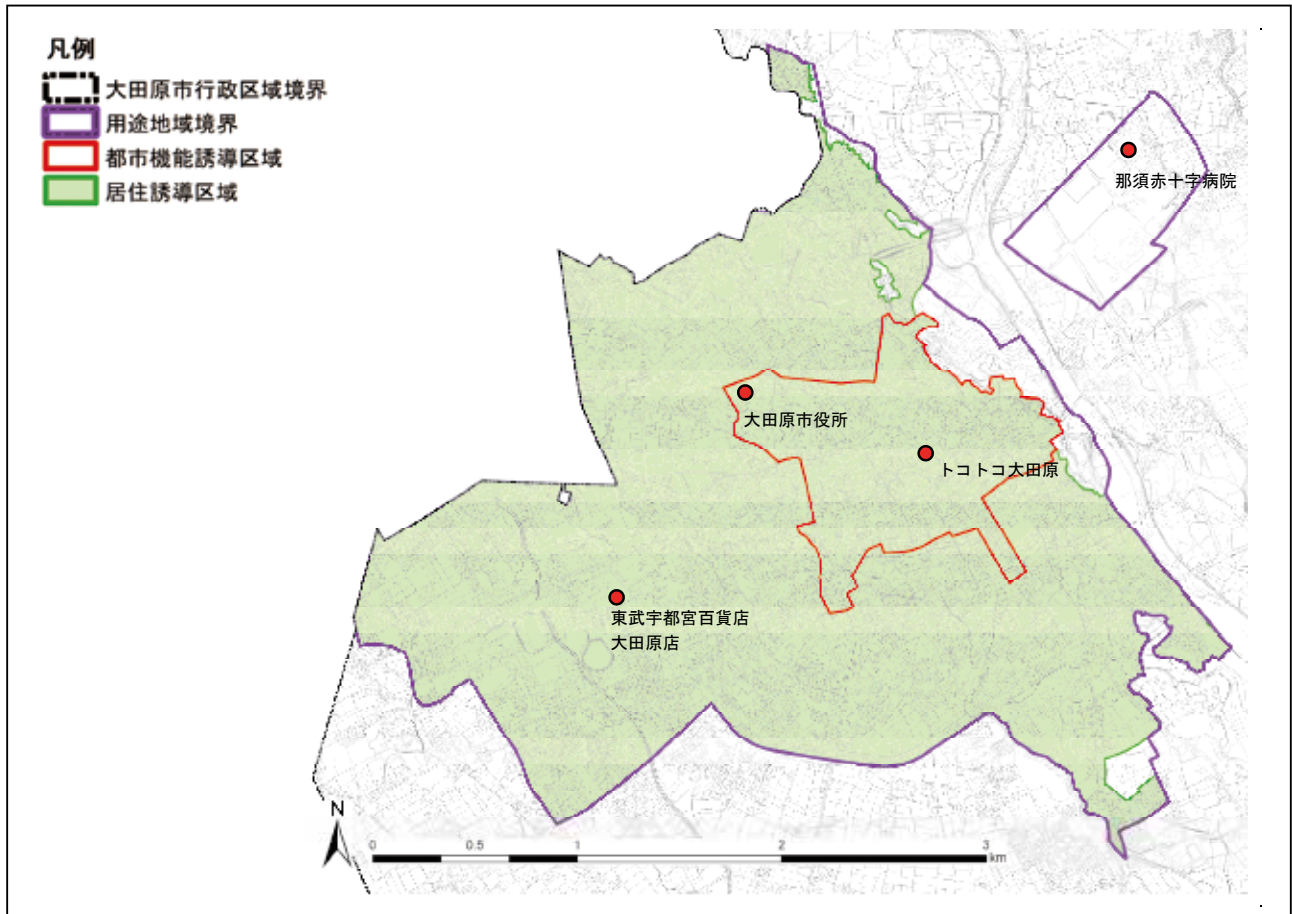 凡例
大田原市行政区域境界
用途地域境界
都市機能誘導区域
居住誘導区域
那須赤十字病院
大田原市役所
トコトコ大田原
東武宇都宮百貨店
大田原店
N
0 0.5 1 2 3
km